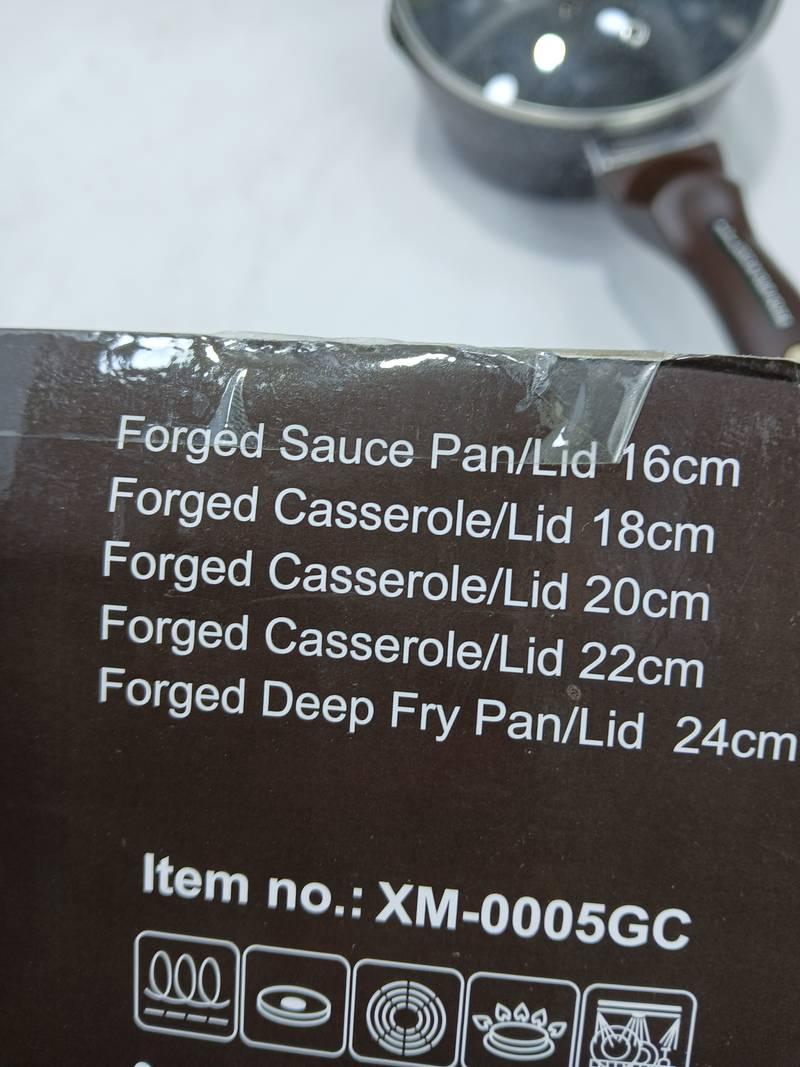 Forged Sauce Pan/Lid 16cm
Forged Casserole/Lid 18cm
Forged Casserole/Lid 20cm
Forged Casserole/Lid 22cm
Forged Deep Fry Pan/Lid 24cm
Item no.: XM-0005GC